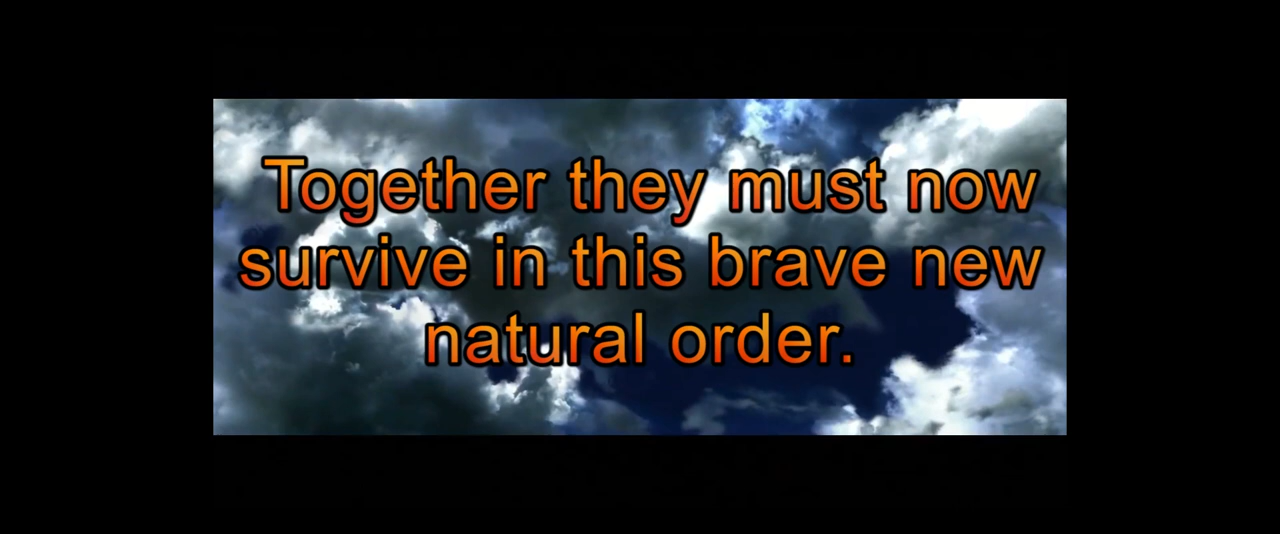 Together they must now
survive in this brave new
natural order.